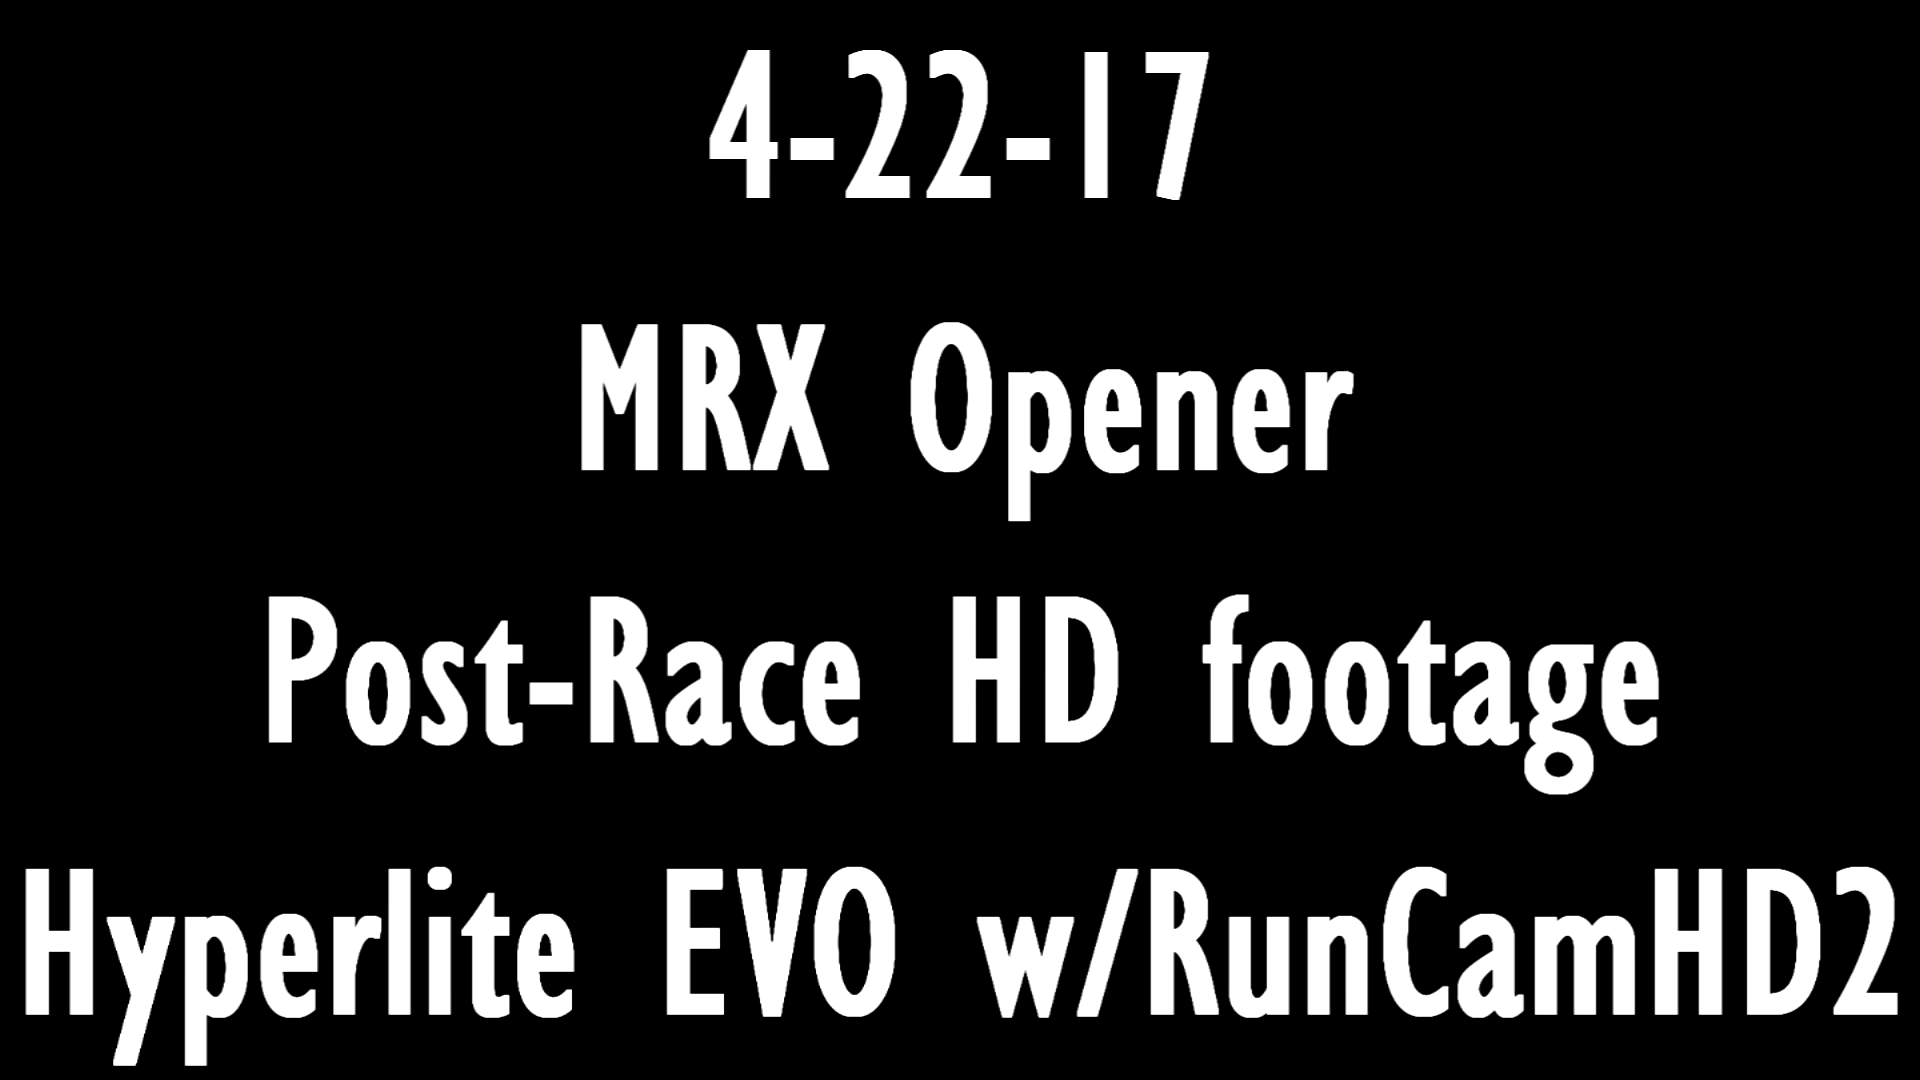 4-22-17
MRX Opener
Post-Race HD footage
Hyperlite EVO w/RunCamHD2